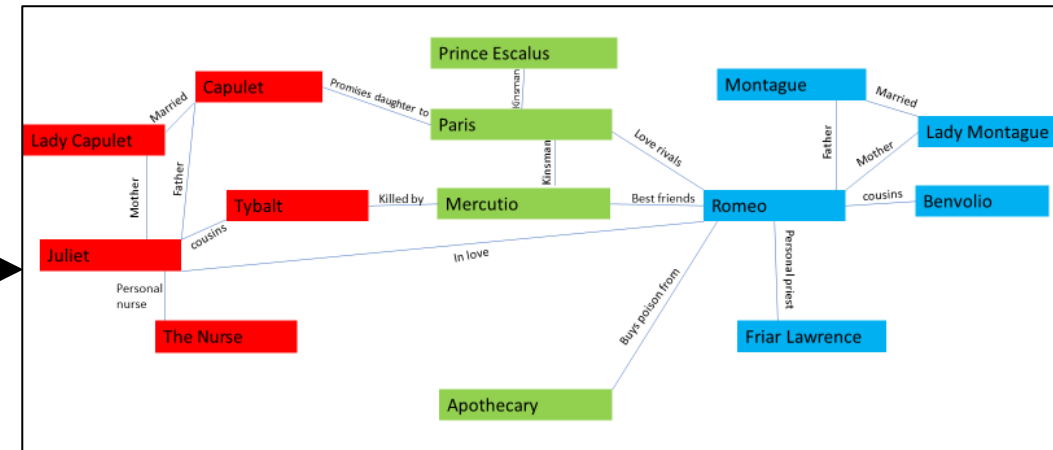 Prince Escalus
Capulet
Promises daughter to
Kinsman
Montague
Married
Married
Lady Capulet
Paris
Love rivals
Father
Mother
Lady Montague
Mother
Father
Kinsman
Tybalt
Killed by
Mercutio
Best friends
Romeo
cousins
Benvolio
cousins
Juliet
In love
Personal
nurse
Personal priest
Buys poison from
The Nurse
Friar Lawrence
Apothecary